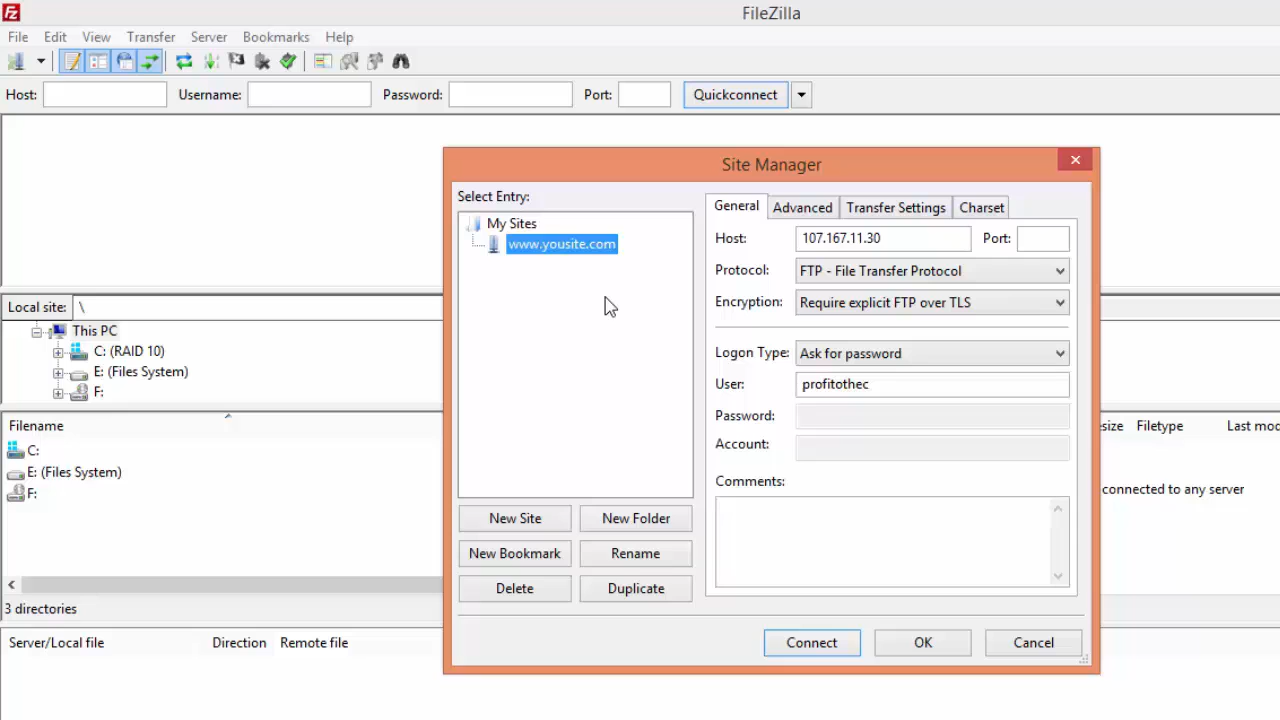 Fz
FileZilla
File Edit View Transfer Server Bookmarks Help
Host: Username: Password: Port: Quickconnect
Site Manager
Select Entry:
My Sites
www.yousite.com
New Site New Folder
New Bookmark Rename
Delete Duplicate
General Advanced Transfer Settings Charset
Host: 107.167.11.30 Port:
Protocol: FTP - File Transfer Protocol
Encryption: Require explicit FTP over TLS
Logon Type: Ask for password
User: profitothec
Password:
Account:
Comments:
Connect OK Cancel
Local site: \
This PC
C: (RAID 10)
E: (Files System)
F:
Filename
C:
E: (Files System)
F:
3 directories
esize Filetype Last mod
connected to any server
Server/Local file Direction Remote file